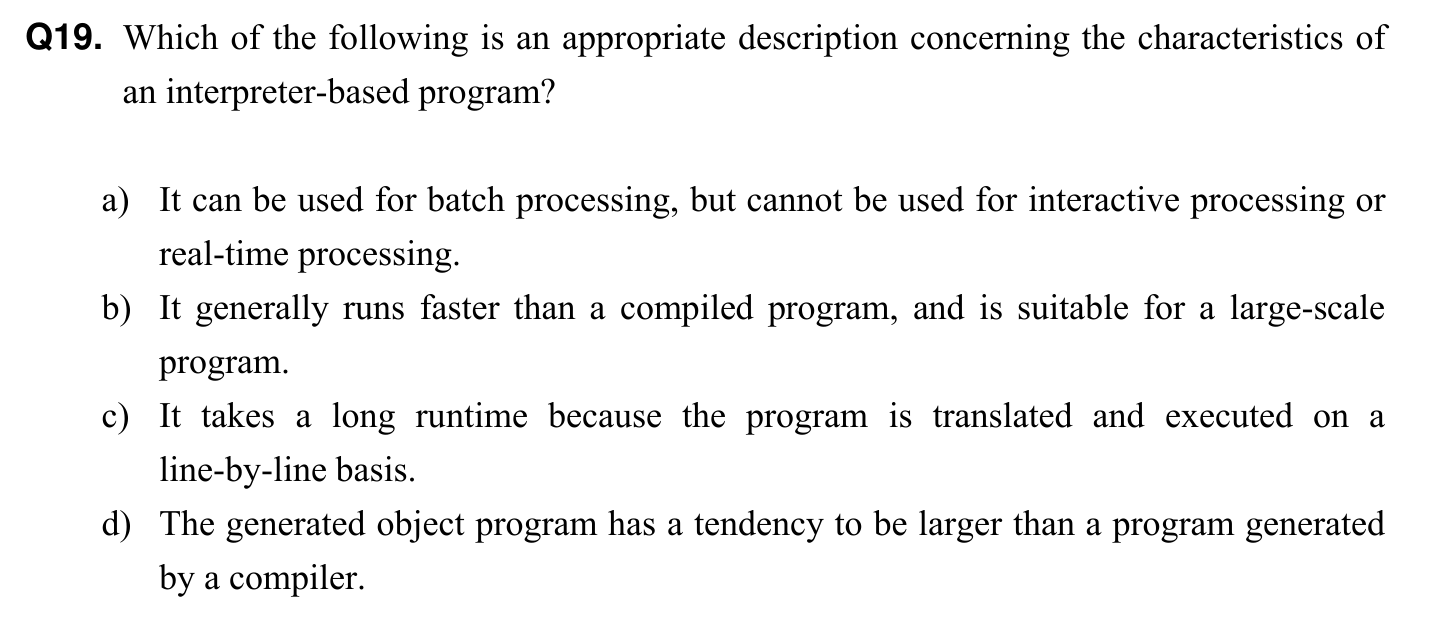 Q19. Which of the following is an appropriate description concerning the characteristics of
an interpreter-based program?
a) It can be used for batch processing, but cannot be used for interactive processing or
real-time processing.
b) It generally runs faster than a compiled program, and is suitable for a large-scale
program.
c) It takes a long runtime because the program is translated and executed on a
line-by-line basis.
d) The generated object program has a tendency to be larger than a program generated
by a compiler.